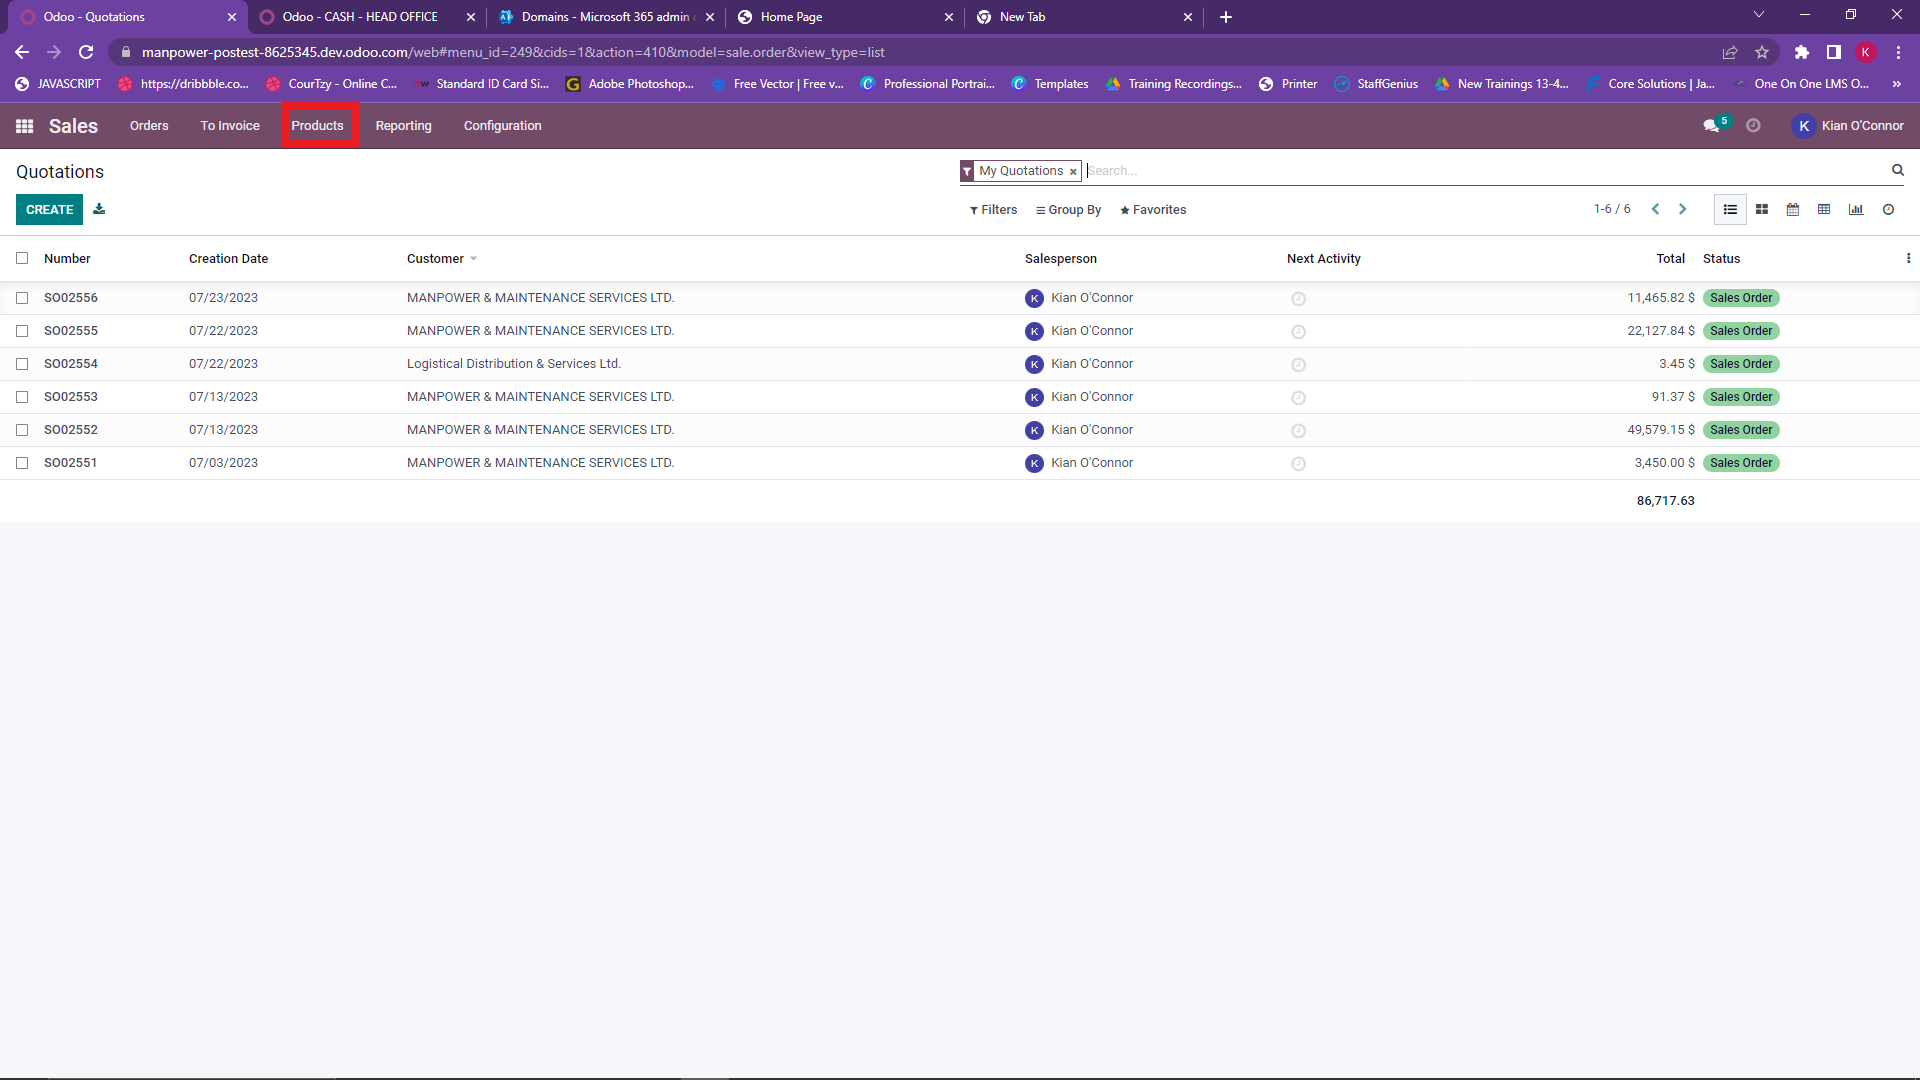 Odoo - Quotations
Odoo - CASH - HEAD OFFICE
Domains - Microsoft 365 admin
Home Page
New Tab
manpower-postest-8625345.dev.odoo.com/web#menu_id=249&cids=1&action=410&model=sale.order&view_type=list
K
JAVASCRIPT
https://dribbble.co...
CourTzy - Online C...
Standard ID Card Si...
Adobe Photoshop...
Free Vector | Free v...
Professional Portrai...
Templates
Training Recordings...
Printer
StaffGenius
New Trainings 13-4...
Core Solutions | Ja...
One On One LMS O...
»
Sales Orders To Invoice Products Reporting Configuration 5 K Kian O'Connor
Quotations
My Quotations × Search...
CREATE
Filters Group By Favorites 1-6 / 6
Number Creation Date Customer Salesperson Next Activity Total Status
SO02556 07/23/2023 MANPOWER & MAINTENANCE SERVICES LTD. K Kian O'Connor 11,465.82 $ Sales Order
SO02555 07/22/2023 MANPOWER & MAINTENANCE SERVICES LTD. K Kian O'Connor 22,127.84 $ Sales Order
SO02554 07/22/2023 Logistical Distribution & Services Ltd. K Kian O'Connor 3.45 $ Sales Order
SO02553 07/13/2023 MANPOWER & MAINTENANCE SERVICES LTD. K Kian O'Connor 91.37 $ Sales Order
SO02552 07/13/2023 MANPOWER & MAINTENANCE SERVICES LTD. K Kian O'Connor 49,579.15 $ Sales Order
SO02551 07/03/2023 MANPOWER & MAINTENANCE SERVICES LTD. K Kian O'Connor 3,450.00 $ Sales Order
86,717.63